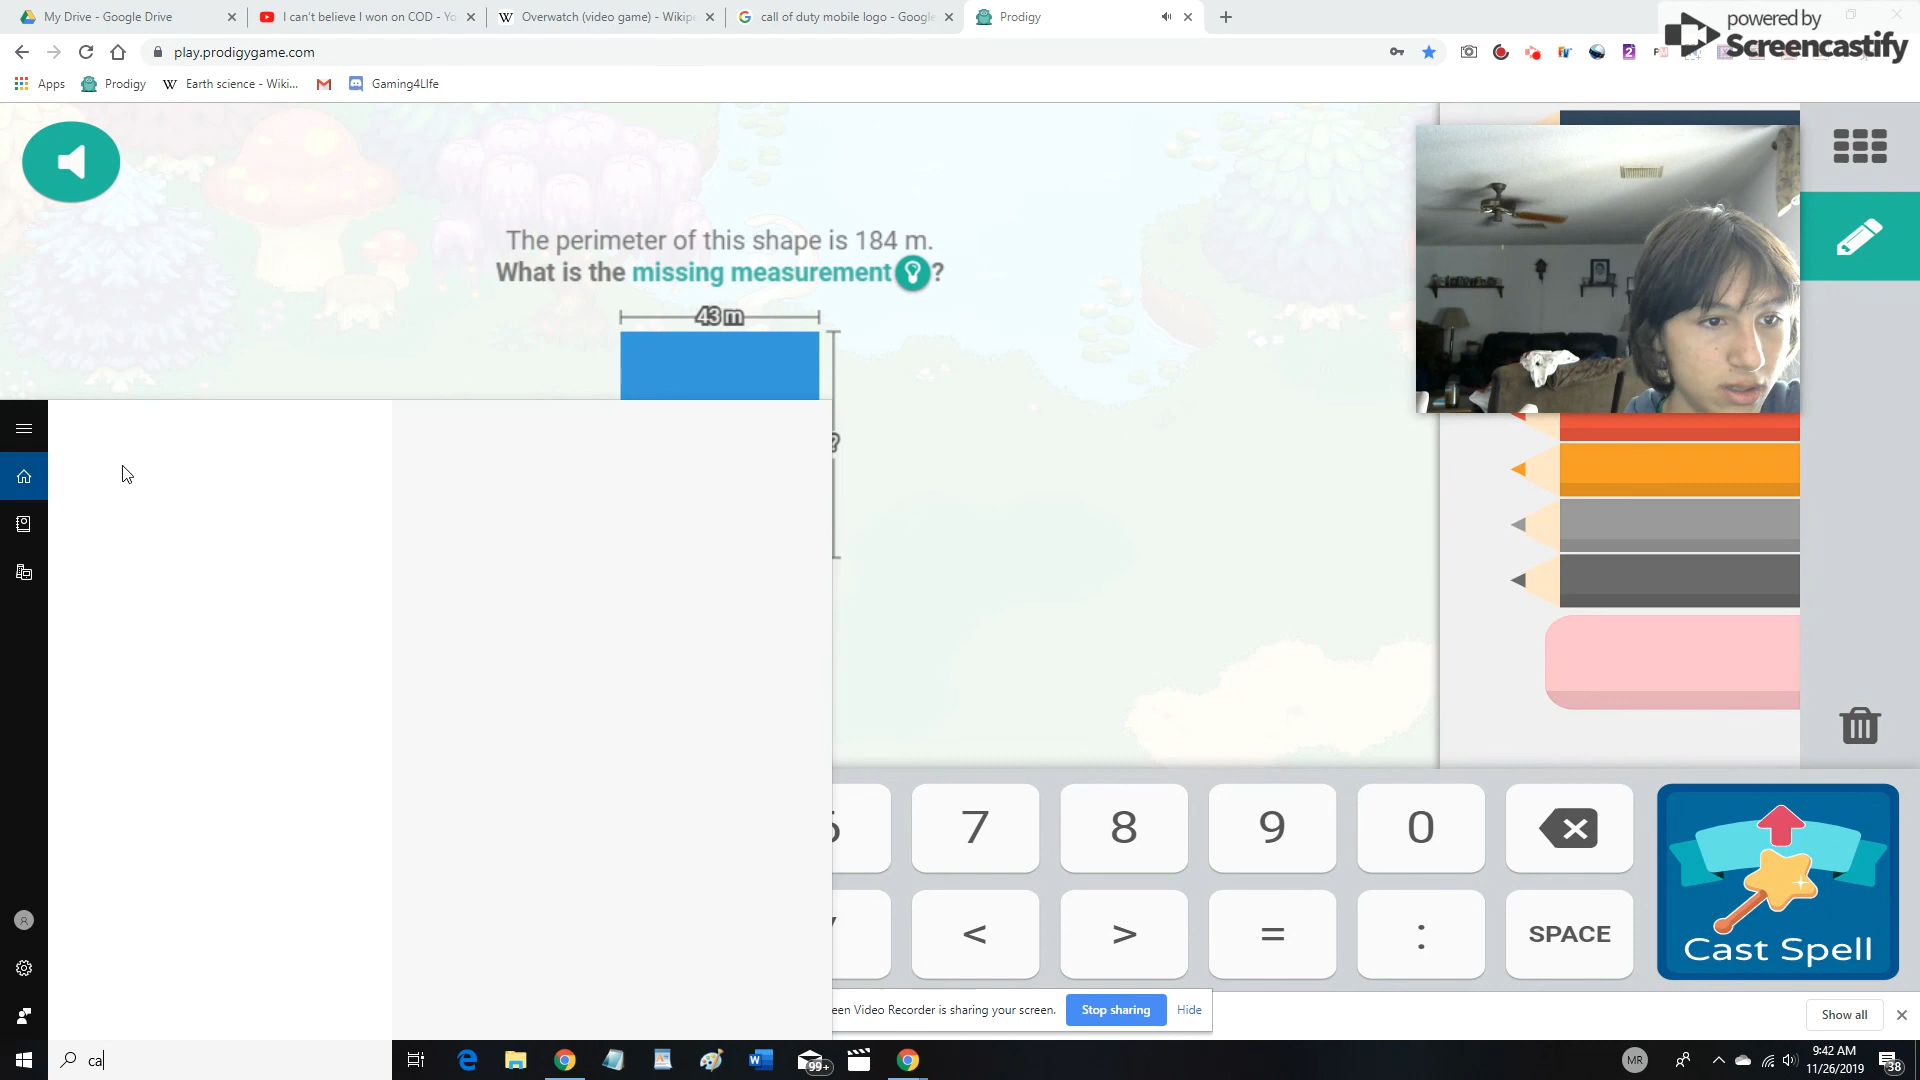 My Drive - Google Drive
I can't believe I won on COD - Yo
Overwatch (video game) - Wikipe
call of duty mobile logo - Google
Prodigy
powered by
Screencastify
play.prodigygame.com
Apps
Prodigy
Earth science - Wiki...
Gaming4LIfe
The perimeter of this shape is 184 m.
What is the missing measurement ?
43 m
?
7 8 9 0
< > = : SPACE
Cast Spell
een Video Recorder is sharing your screen.
Stop sharing
Hide
Show all
ca
99+
MR
9:42 AM
11/26/2019
38